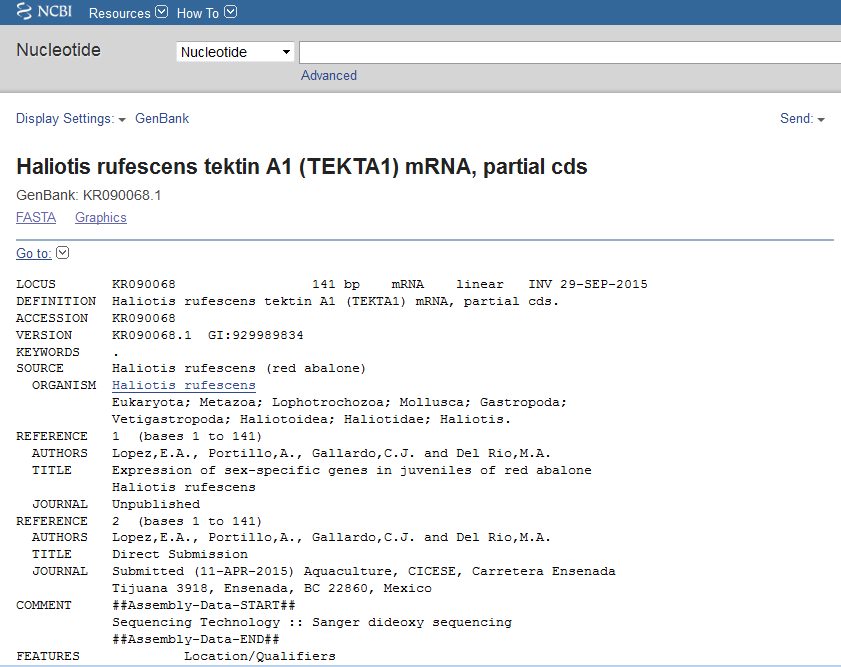 NCBI Resources How To
Nucleotide Nucleotide
Advanced
Display Settings: GenBank Send:
Haliotis rufescens tektin A1 (TEKTA1) mRNA, partial cds
GenBank: KR090068.1
FASTA Graphics
Go to:
LOCUS KR090068 141 bp mRNA linear INV 29-SEP-2015
DEFINITION Haliotis rufescens tektin A1 (TEKTA1) mRNA, partial cds.
ACCESSION KR090068
VERSION KR090068.1 GI:929989834
KEYWORDS .
SOURCE Haliotis rufescens (red abalone)
ORGANISM Haliotis rufescens
Eukaryota; Metazoa; Lophotrochozoa; Mollusca; Gastropoda;
Vetigastropoda; Haliotoidea; Haliotidae; Haliotis.
REFERENCE 1 (bases 1 to 141)
AUTHORS Lopez,E.A., Portillo,A., Gallardo,C.J. and Del Rio,M.A.
TITLE Expression of sex-specific genes in juveniles of red abalone
Haliotis rufescens
JOURNAL Unpublished
REFERENCE 2 (bases 1 to 141)
AUTHORS Lopez,E.A., Portillo,A., Gallardo,C.J. and Del Rio,M.A.
TITLE Direct Submission
JOURNAL Submitted (11-APR-2015) Aquaculture, CICESE, Carretera Ensenada
Tijuana 3918, Ensenada, BC 22860, Mexico
COMMENT ##Assembly-Data-START##
Sequencing Technology :: Sanger dideoxy sequencing
##Assembly-Data-END##
FEATURES Location/Qualifiers